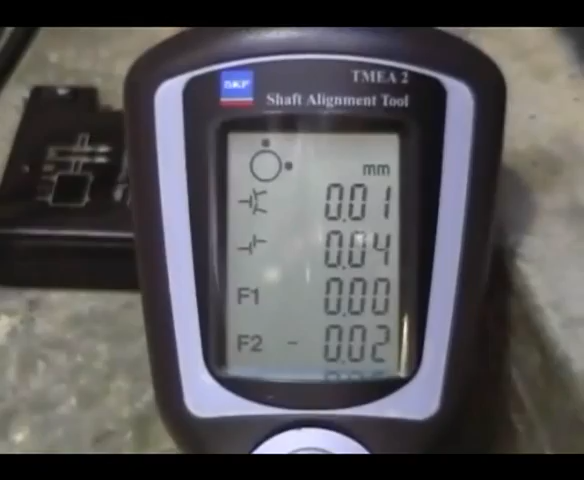 SKF
TMEA 2
Shaft Alignment Tool
mm
0.01
0.04
F1 0.00
F2 - 0.02